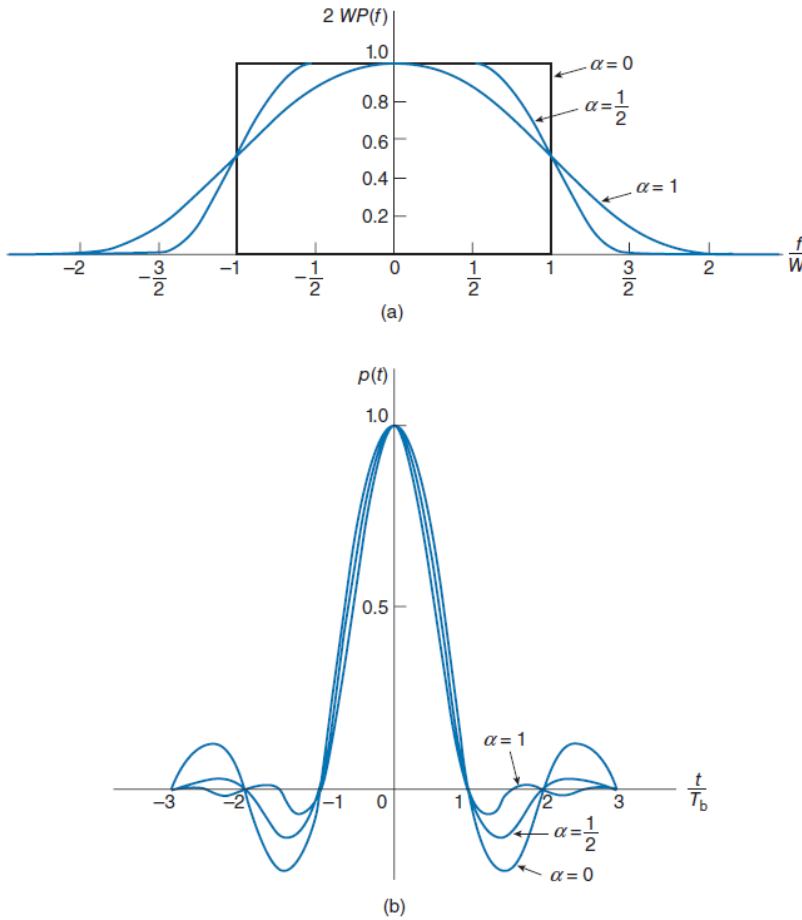 2 WP(f)
1.0
α = 0
0.8
α = 1/2
0.6
0.4
α = 1
0.2
–2 –3/2 –1 –1/2 0 1/2 1 3/2 2 f/W
(a)
p(t)
1.0
0.5
α = 1
–3 –2 –1 0 1 2 3 t/Tb
α = 1/2
α = 0
(b)